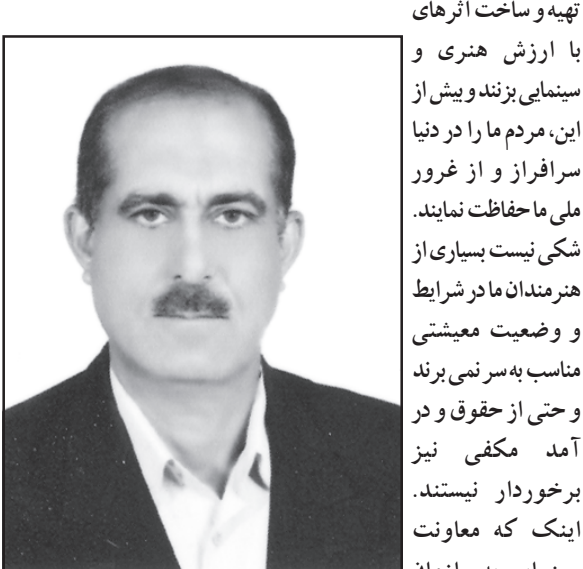 تهیه و ساخت اثرهای
با ارزش هنری و
سینمایی بزنند و بیش از
این، مردم ما را در دنیا
سرافراز و از غرور
ملی ما حفاظت نمایند.
شکی نیست بسیاری از
هنرمندان ما در شرایط
و وضعیت معیشتی
مناسب به سر نمی برند
و حتی از حقوق و در
آمد مکفی نیز
برخوردار نیستند.
اینک که معاونت